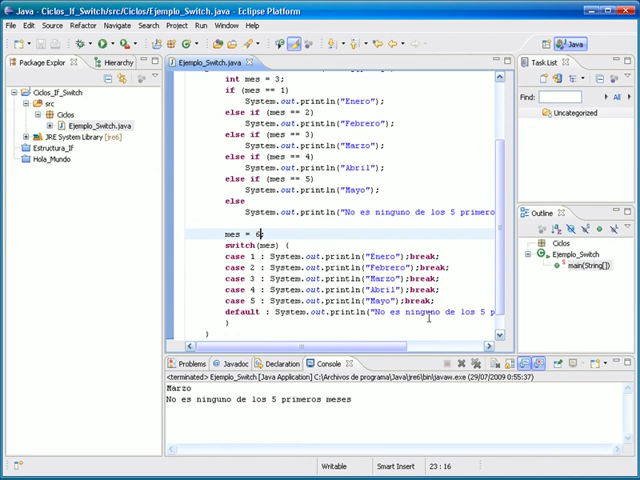 Java - Ciclos_If_Switch/src/Ciclos/Ejemplo_Switch.java - Eclipse Platform
File Edit Source Refactor Navigate Search Project Run Window Help
Java
Package Explor
Hierarchy
Ciclos_If_Switch
src
Ciclos
Ejemplo_Switch.java
JRE System Library [jre6]
Estructura_If
Hola_Mundo
Ejemplo_Switch.java
int mes = 3;
if (mes == 1)
System.out.println("Enero");
else if (mes == 2)
System.out.println("Febrero");
else if (mes == 3)
System.out.println("Marzo");
else if (mes == 4)
System.out.println("Abril");
else if (mes == 5)
System.out.println("Mayo");
else
System.out.println("No es ninguno de los 5 primero
mes = 6;
switch(mes) {
case 1 : System.out.println("Enero");break;
case 2 : System.out.println("Febrero");break;
case 3 : System.out.println("Marzo");break;
case 4 : System.out.println("Abril");break;
case 5 : System.out.println("Mayo");break;
default : System.out.println("No es ninguno de los 5 p
}
}
Task List
Find:
All
Uncategorized
Outline
Ciclos
Ejemplo_Switch
main(String[])
Problems
Javadoc
Declaration
Console
<terminated> Ejemplo_Switch [Java Application] C:\Archivos de programa\Java\jre6\bin\javaw.exe (29/07/2009 0:55:37)
Marzo
No es ninguno de los 5 primeros meses
Writable
Smart Insert
23 : 16